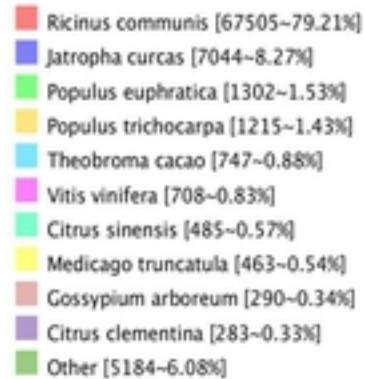 Ricinus communis [67505~79.21%]
Jatropha curcas [7044~8.27%]
Populus euphratica [1302~1.53%]
Populus trichocarpa [1215~1.43%]
Theobroma cacao [747~0.88%]
Vitis vinifera [708~0.83%]
Citrus sinensis [485~0.57%]
Medicago truncatula [463~0.54%]
Gossypium arboreum [290~0.34%]
Citrus clementina [283~0.33%]
Other [5184~6.08%]